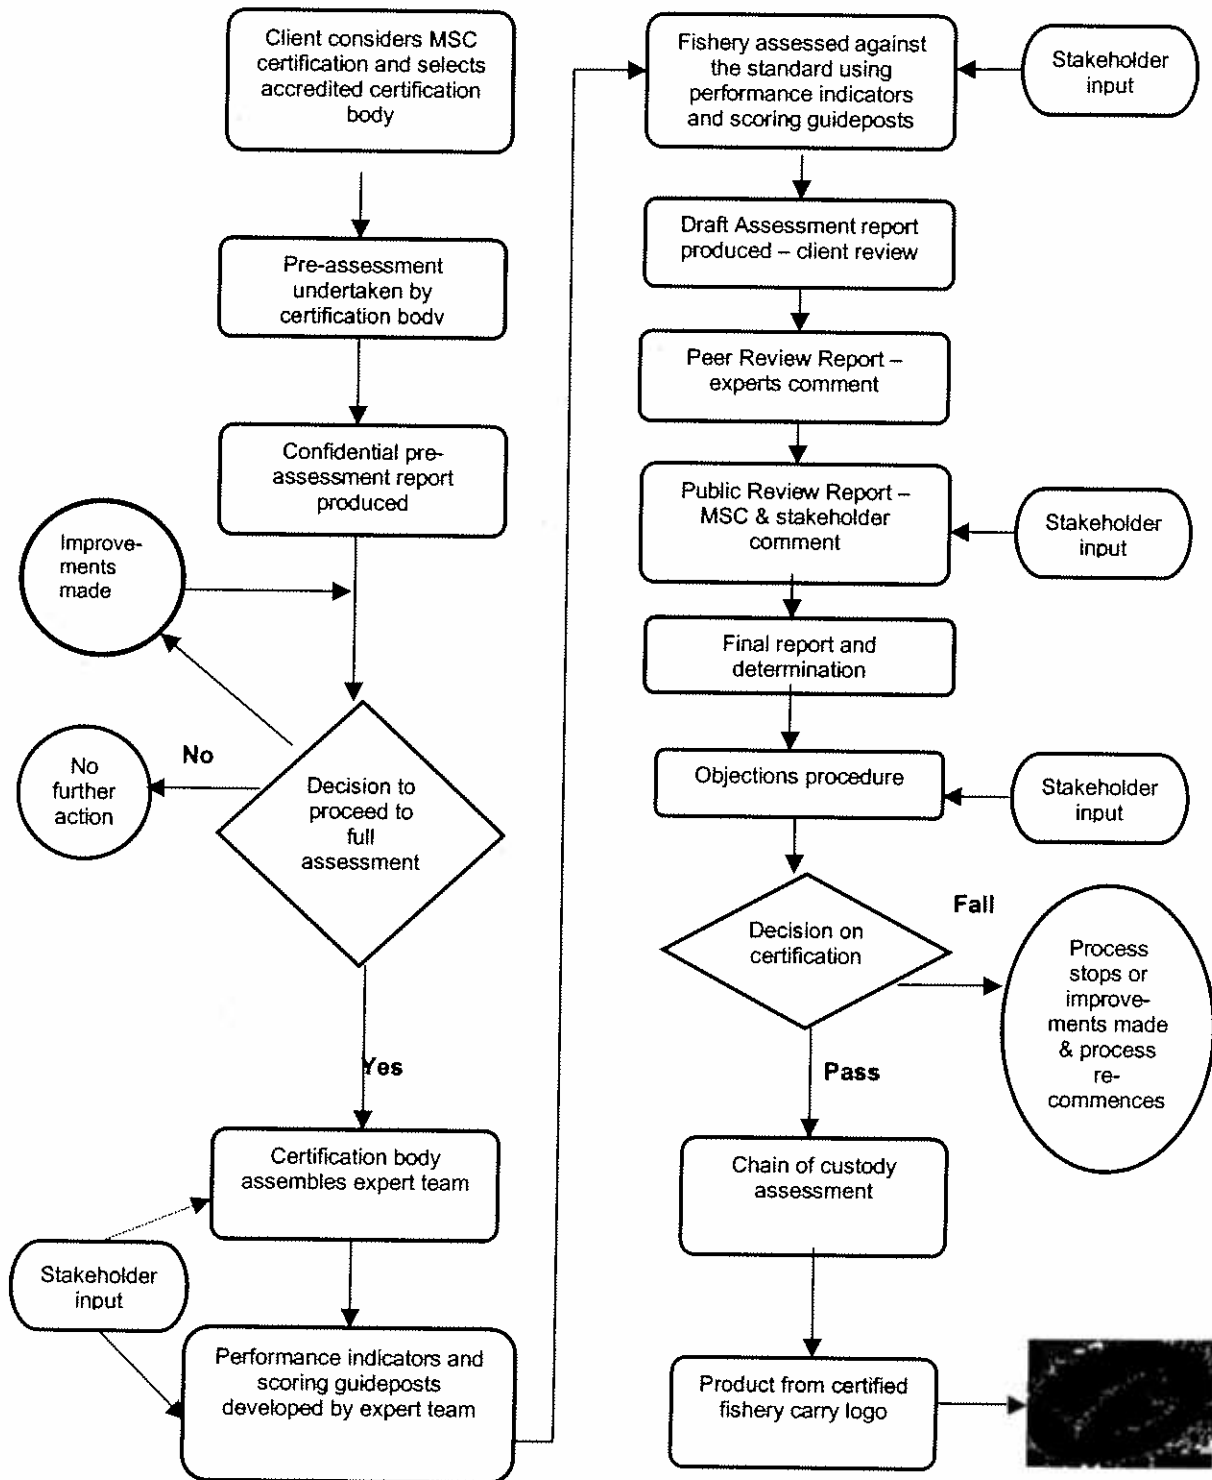 Client considers MSC
certification and selects
accredited certification
body
Pre-assessment
undertaken by
certification body
Confidential pre-
assessment report
produced
Improve-
ments
made
No
further
action
No
Decision to
proceed to
full
assessment
Yes
Certification body
assembles expert team
Stakeholder
input
Performance indicators and
scoring guideposts
developed by expert team
Fishery assessed against
the standard using
performance indicators
and scoring guideposts
Stakeholder
input
Draft Assessment report
produced – client review
Peer Review Report –
experts comment
Public Review Report –
MSC & stakeholder
comment
Stakeholder
input
Final report and
determination
Objections procedure
Stakeholder
input
Decision on
certification
Fail
Process
stops or
improve-
ments made
& process
re-
commences
Pass
Chain of custody
assessment
Product from certified
fishery carry logo